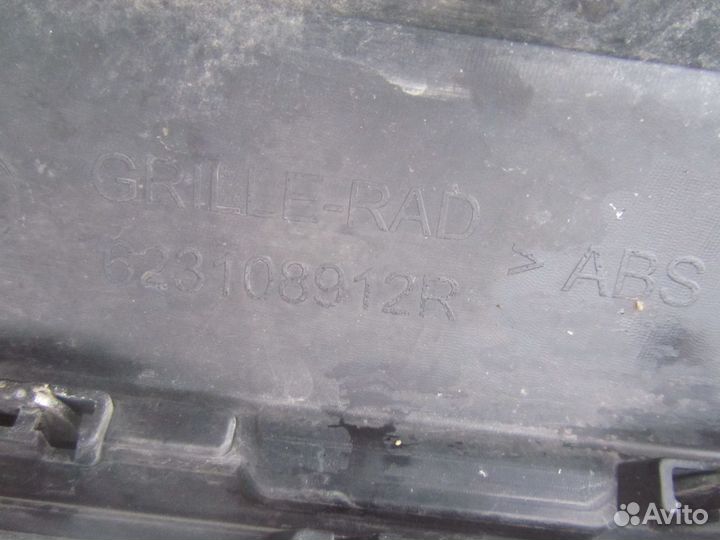 GRILLE-RAD
623108912R
> ABS
Avito